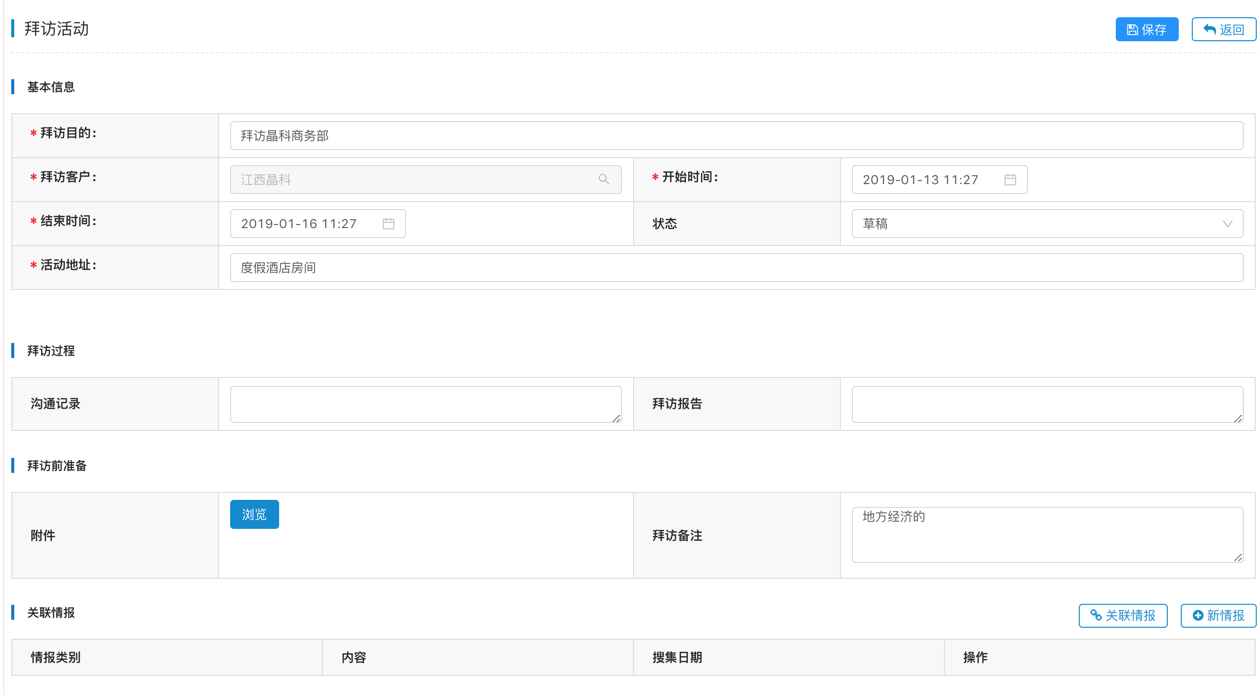 拜访活动
保存
返回
基本信息
* 拜访目的：
拜访晶科商务部
* 拜访客户：
江西晶科
* 开始时间：
2019-01-13 11:27
* 结束时间：
2019-01-16 11:27
状态
草稿
* 活动地址：
度假酒店房间
拜访过程
沟通记录
拜访报告
拜访前准备
附件
浏览
拜访备注
地方经济的
关联情报
关联情报
新情报
情报类别
内容
搜集日期
操作